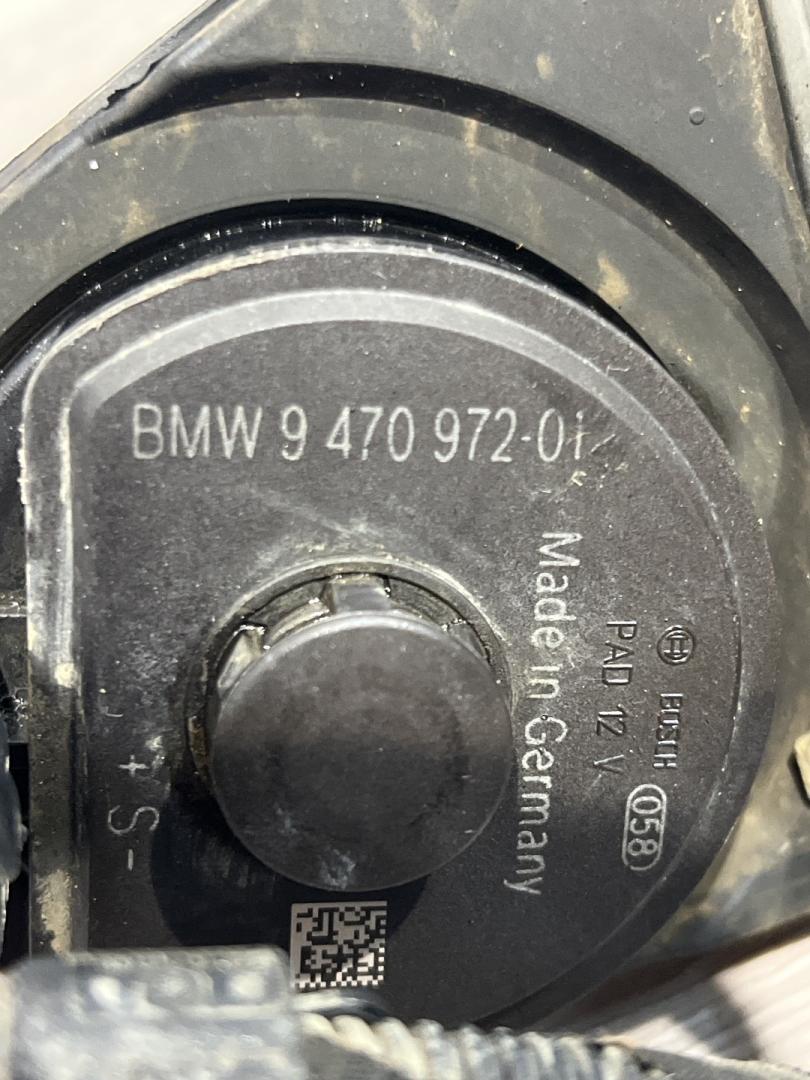 BMW 9 470 972-01
Made in Germany
BOSCH
PAD 12 V
058
+ S -